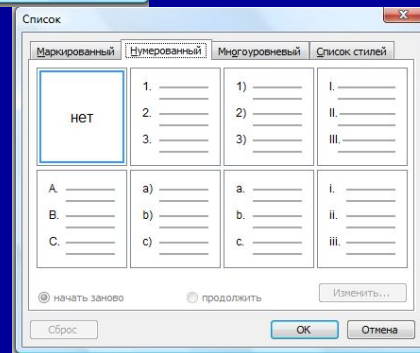 Список
Маркированный Нумерованный Многоуровневый Список стилей
нет 1. 1) I.
2. 2) II.
3. 3) III.
A. a) a. i.
B. b) b. ii.
C. c) c. iii.
начать заново продолжить Изменить...
Сброс ОК Отмена